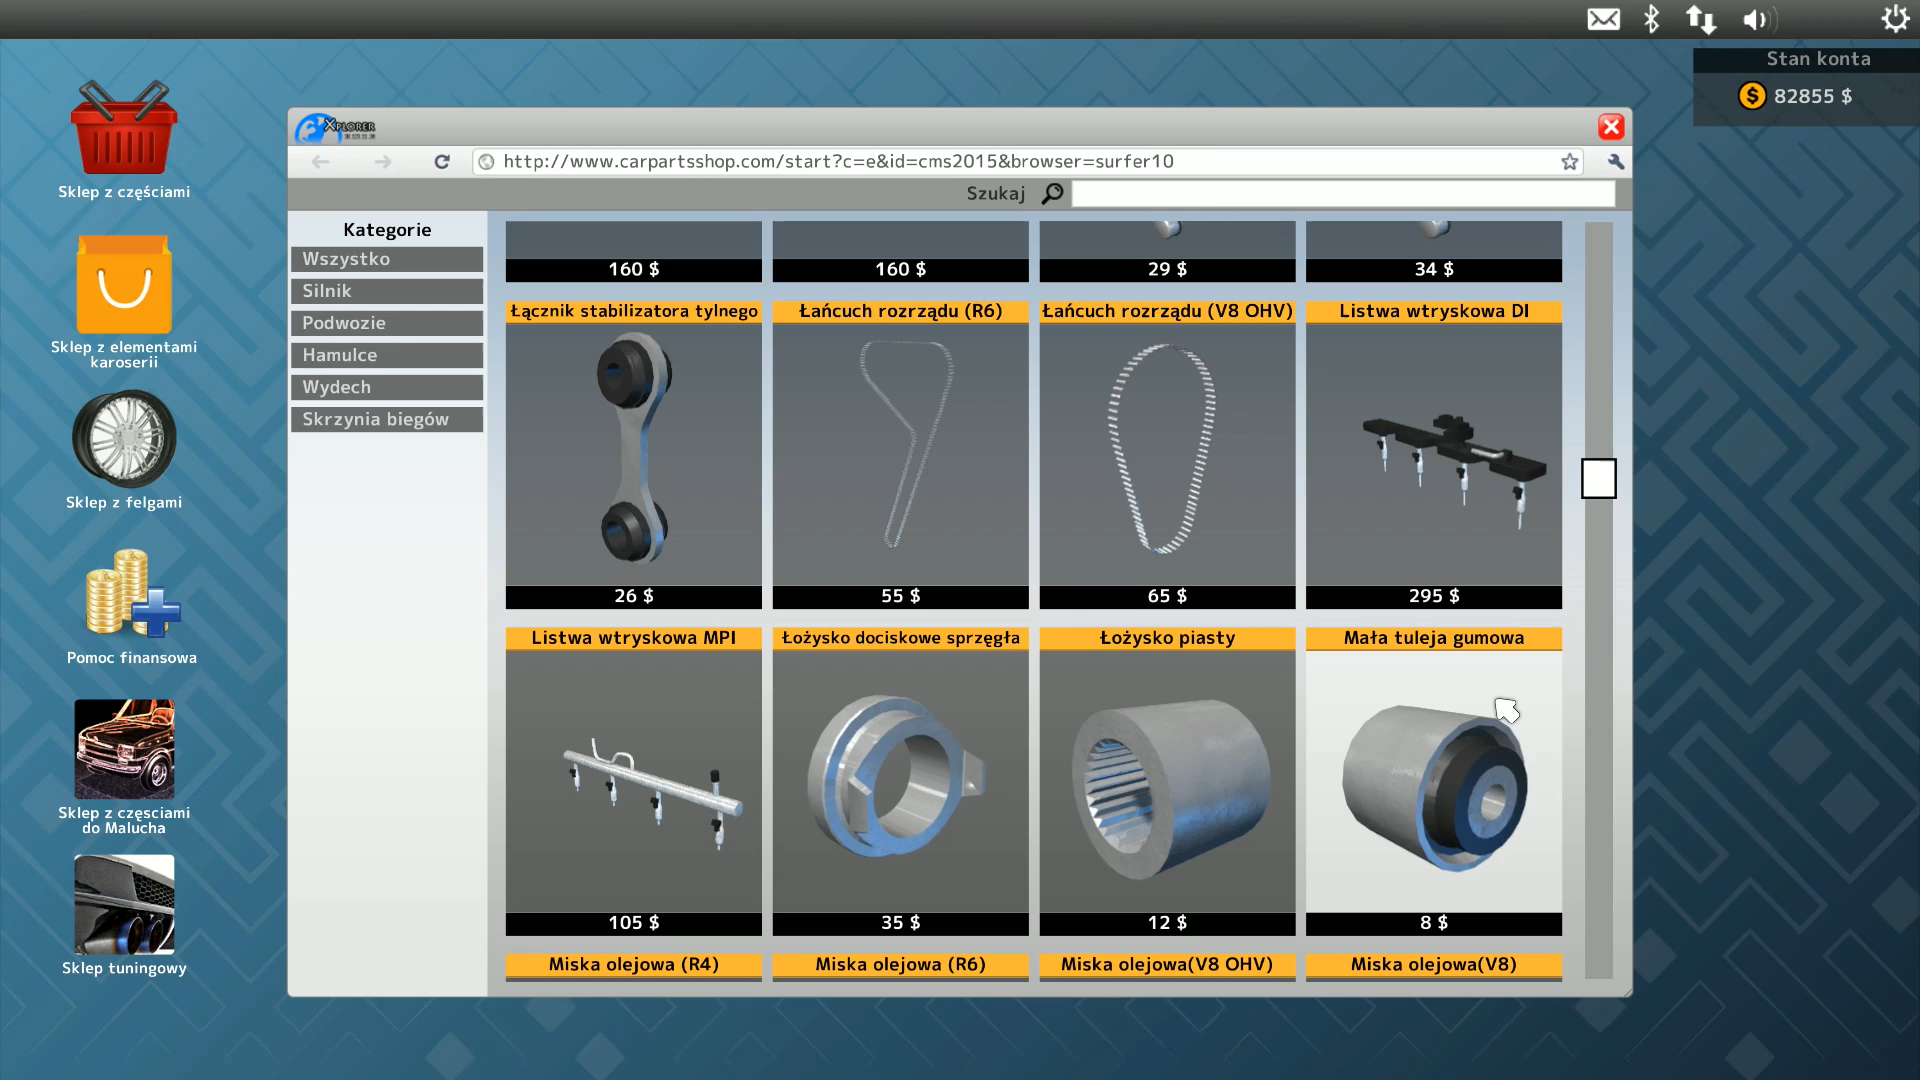 Stan konta
82855 $
Sklep z częściami
Sklep z elementami
karoserii
Sklep z felgami
Pomoc finansowa
Sklep z częsciami
do Malucha
Sklep tuningowy
XPLORER
http://www.carpartsshop.com/start?c=e&id=cms2015&browser=surfer10
Szukaj
Kategorie
Wszystko
Silnik
Podwozie
Hamulce
Wydech
Skrzynia biegów
160 $
160 $
29 $
34 $
Łącznik stabilizatora tylnego
Łańcuch rozrządu (R6)
Łańcuch rozrządu (V8 OHV)
Listwa wtryskowa DI
26 $
55 $
65 $
295 $
Listwa wtryskowa MPI
Łożysko dociskowe sprzęgła
Łożysko piasty
Mała tuleja gumowa
105 $
35 $
12 $
8 $
Miska olejowa (R4)
Miska olejowa (R6)
Miska olejowa(V8 OHV)
Miska olejowa(V8)